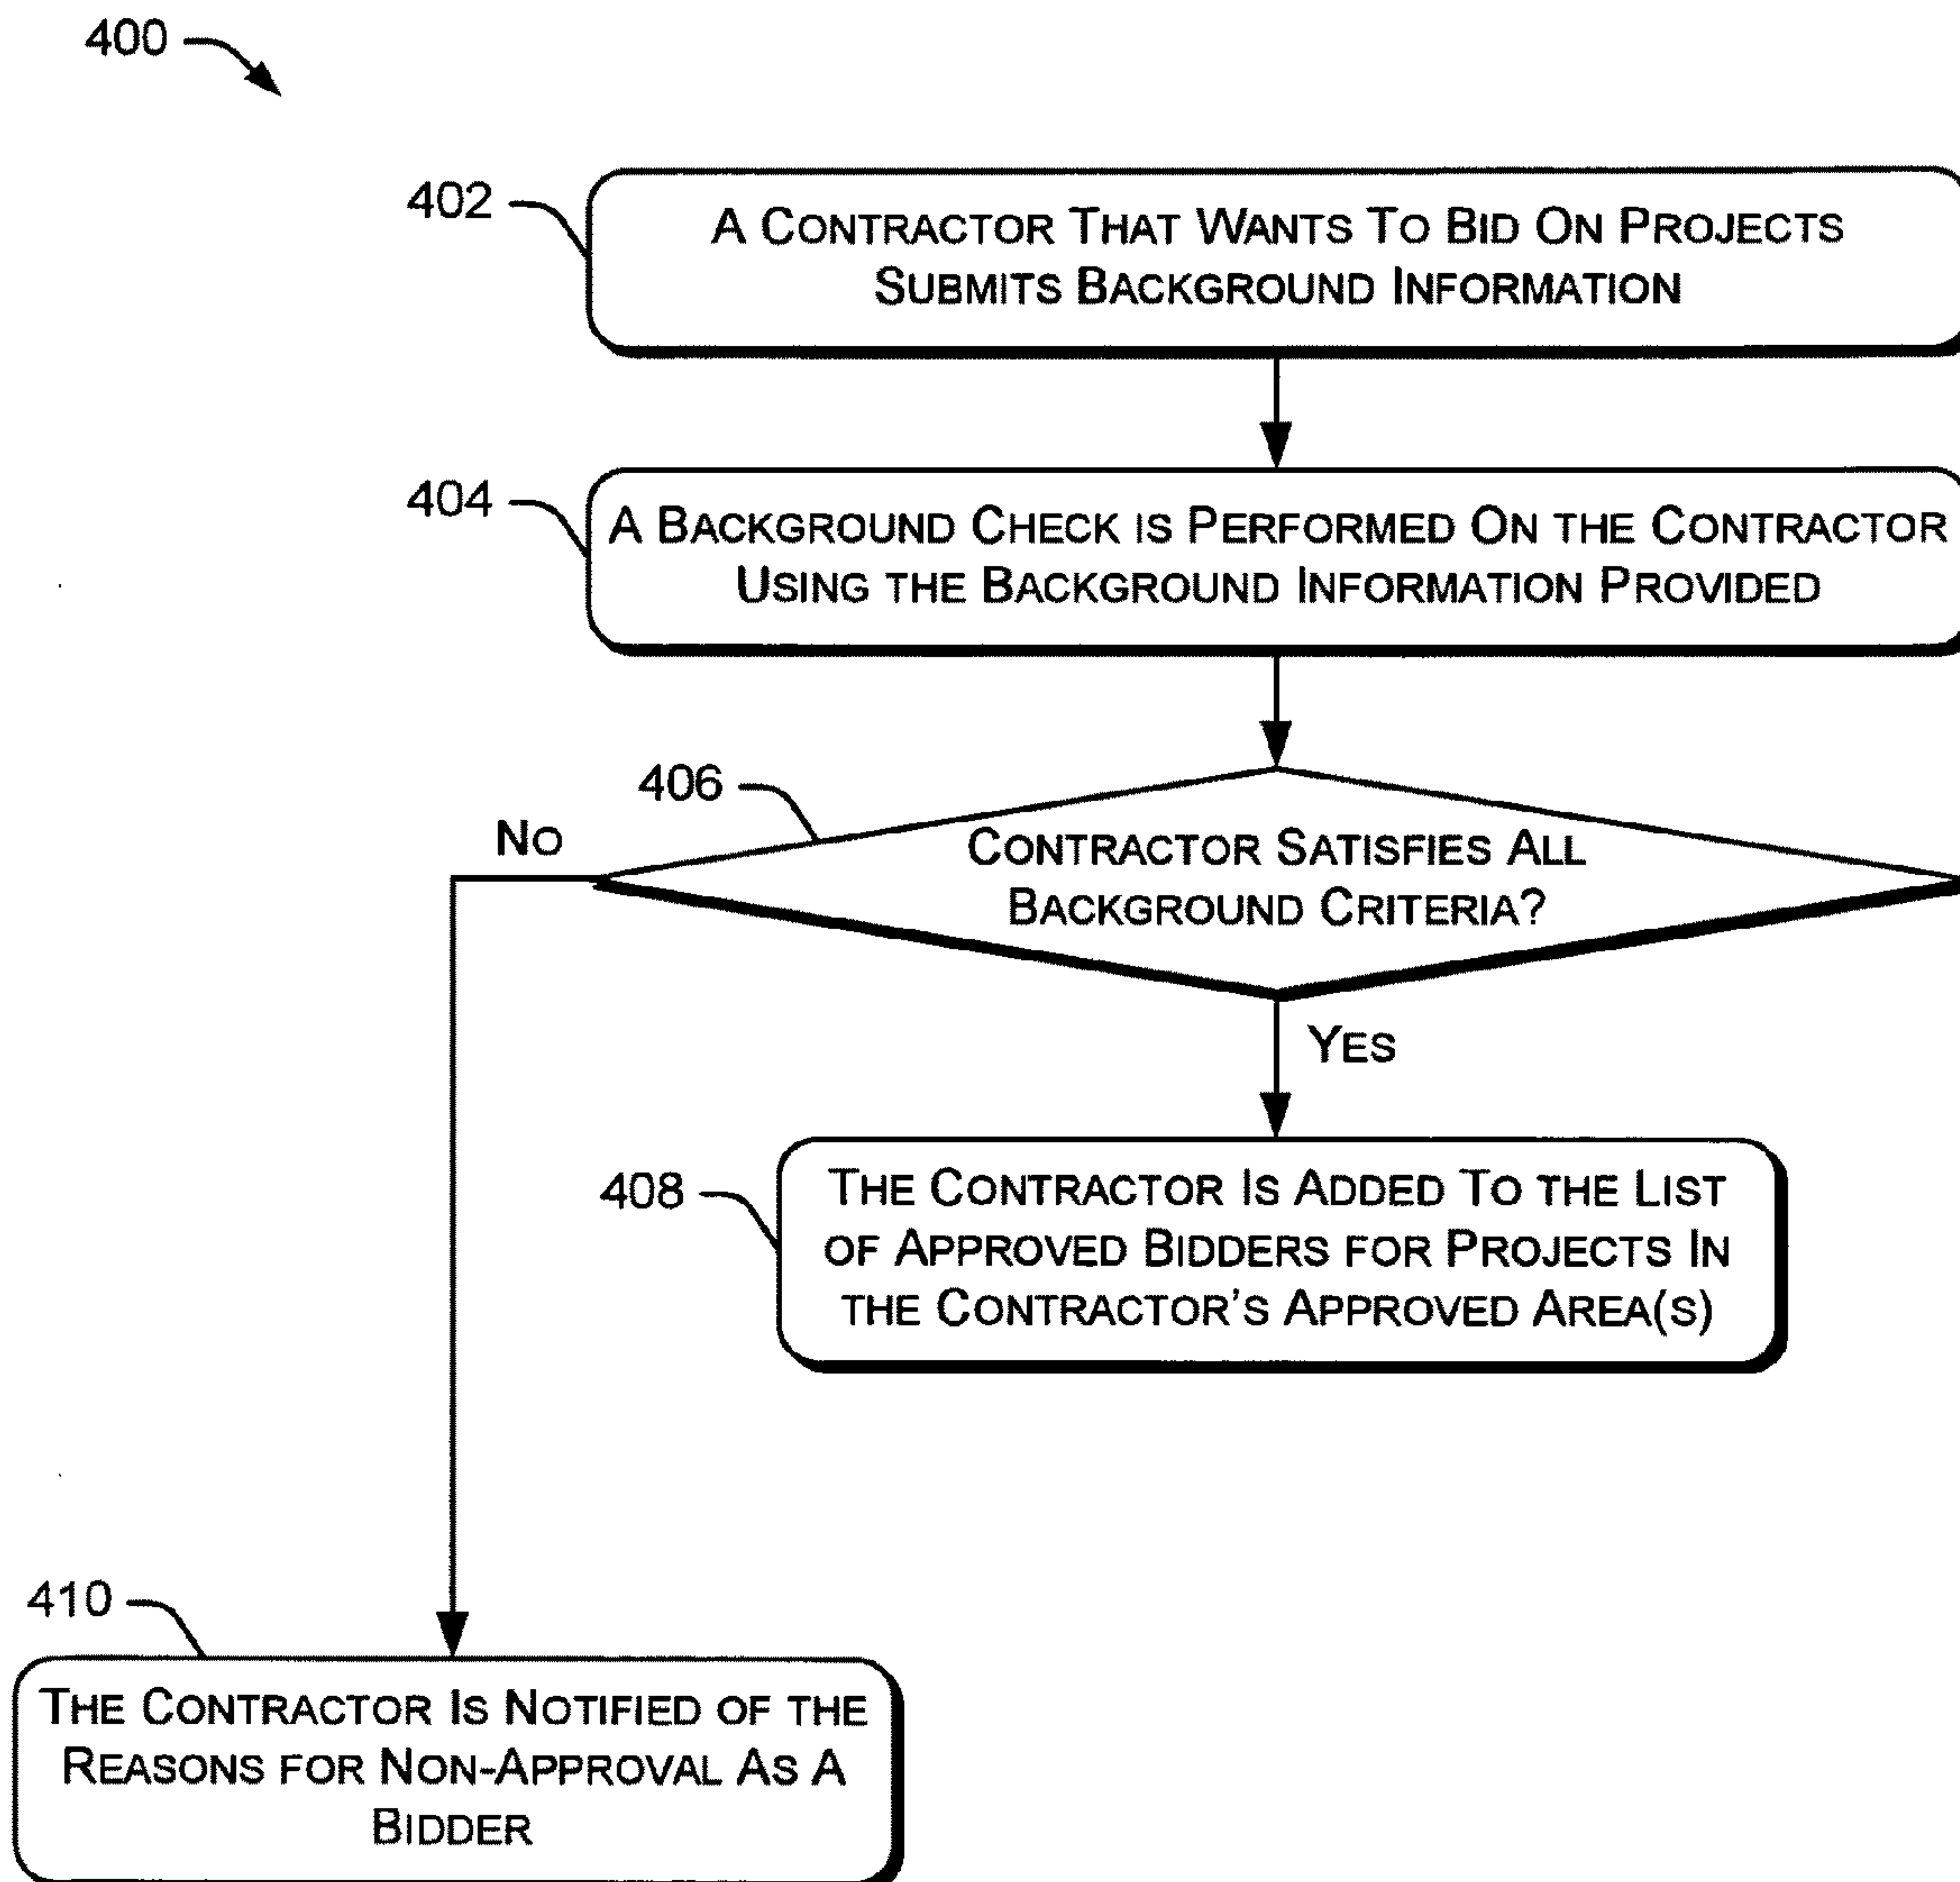 400
402
A CONTRACTOR THAT WANTS TO BID ON PROJECTS
SUBMITS BACKGROUND INFORMATION
404
A BACKGROUND CHECK IS PERFORMED ON THE CONTRACTOR
USING THE BACKGROUND INFORMATION PROVIDED
406
NO
CONTRACTOR SATISFIES ALL
BACKGROUND CRITERIA?
YES
408
THE CONTRACTOR IS ADDED TO THE LIST
OF APPROVED BIDDERS FOR PROJECTS IN
THE CONTRACTOR'S APPROVED AREA(S)
410
THE CONTRACTOR IS NOTIFIED OF THE
REASONS FOR NON-APPROVAL AS A
BIDDER